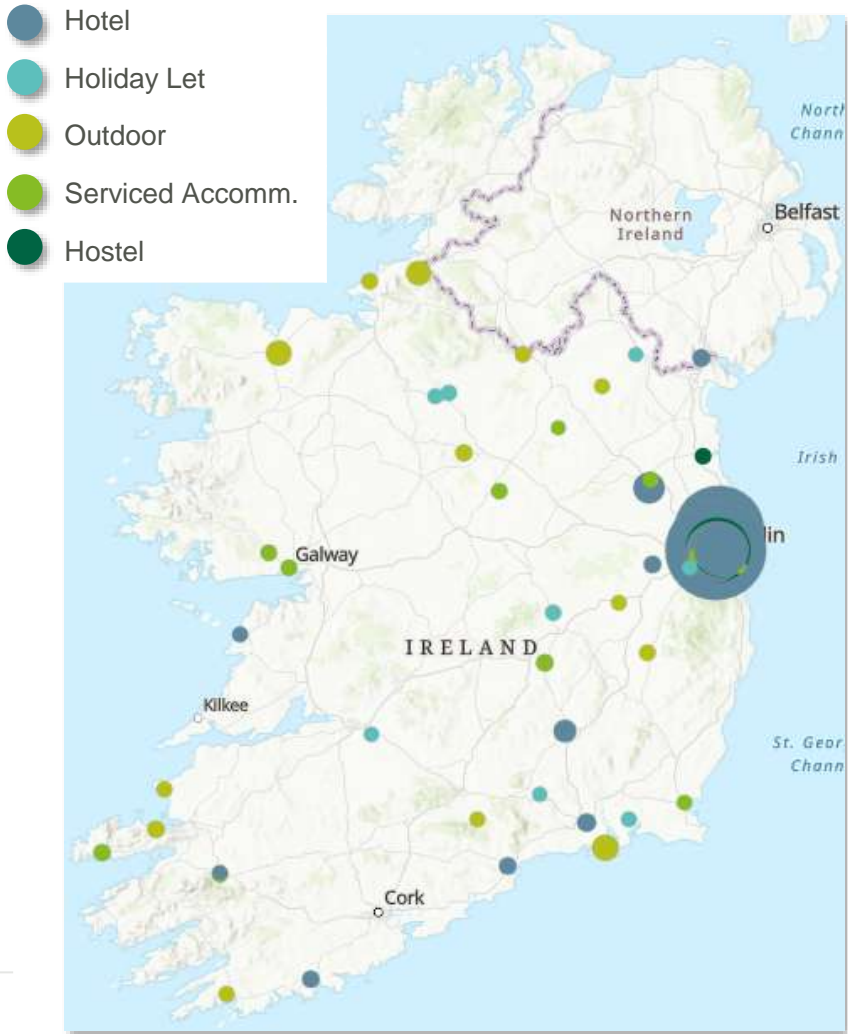 Hotel
Holiday Let
Outdoor
Serviced Accomm.
Hostel
North
Chann
Belfast
Northern
Ireland
Irish
lin
Galway
IRELAND
Kilkee
St. Geor
Chann
Cork